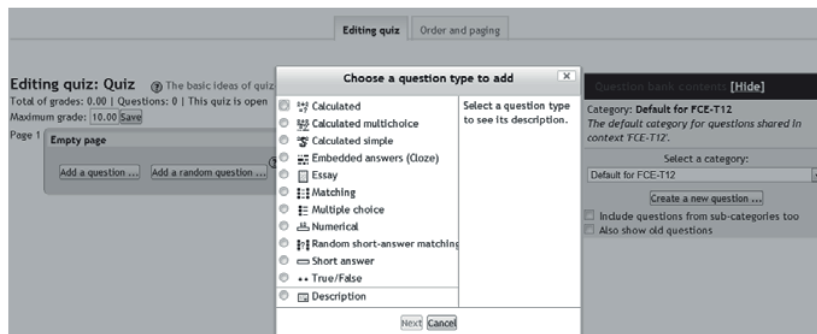 Editing quiz
Order and paging
Editing quiz: Quiz
The basic ideas of quiz
Total of grades: 0.00 | Questions: 0 | This quiz is open
Maximum grade: 10.00 Save
Page 1
Empty page
Add a question ...
Add a random question ...
Choose a question type to add
Calculated
Calculated multichoice
Calculated simple
Embedded answers (Cloze)
Essay
Matching
Multiple choice
Numerical
Random short-answer matching
Short answer
True/False
Description
Select a question type
to see its description.
Next Cancel
Question bank contents [Hide]
Category: Default for FCE-T12
The default category for questions shared in
context 'FCE-T12'.
Select a category:
Default for FCE-T12
Create a new question ...
Include questions from sub-categories too
Also show old questions